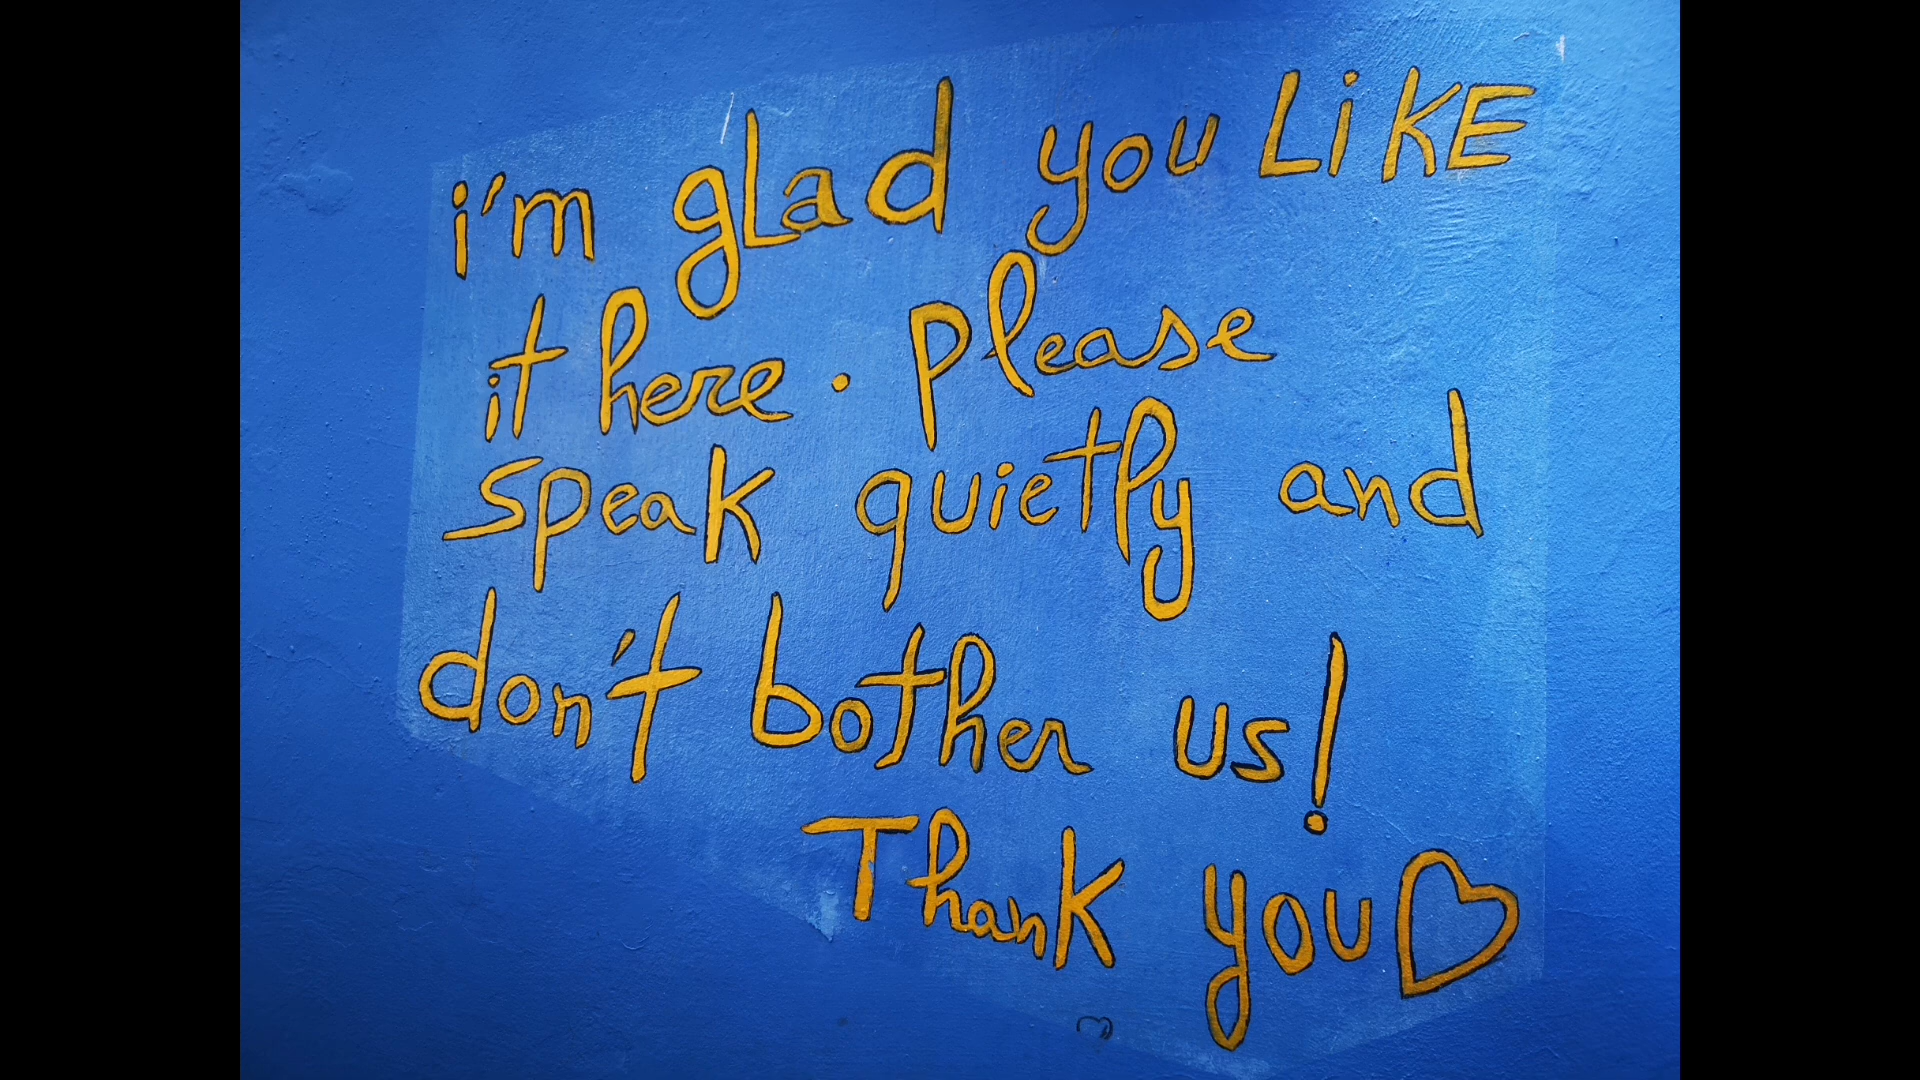 i'm glad you LiKE
it here. please
speak quietly and
don't bother us!
Thank you♡